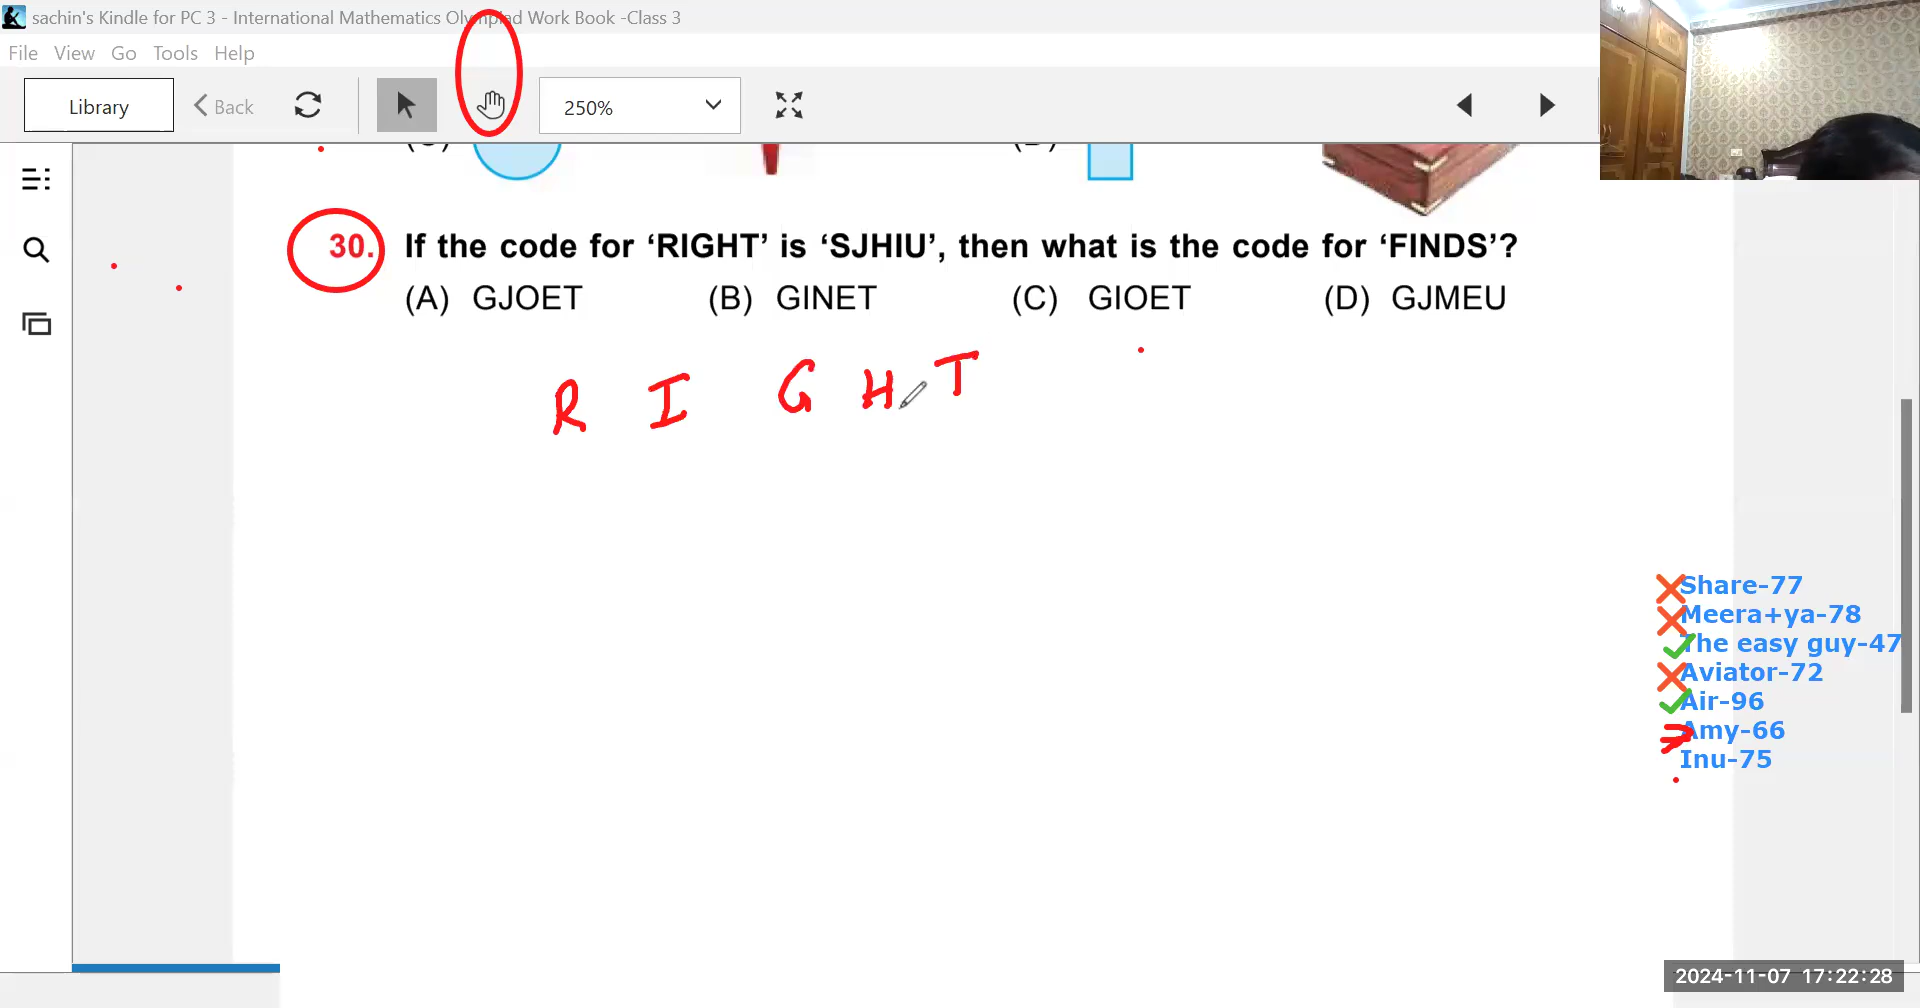 sachin's Kindle for PC 3 - International Mathematics Olympiad Work Book -Class 3
File View Go Tools Help
Library Back 250%
30. If the code for ‘RIGHT’ is ‘SJHIU’, then what is the code for ‘FINDS’?
(A) GJOET (B) GINET (C) GIOET (D) GJMEU
R I G H T
Share-77
Meera+ya-78
The easy guy-47
Aviator-72
Air-96
Amy-66
Inu-75
2024-11-07 17:22:28